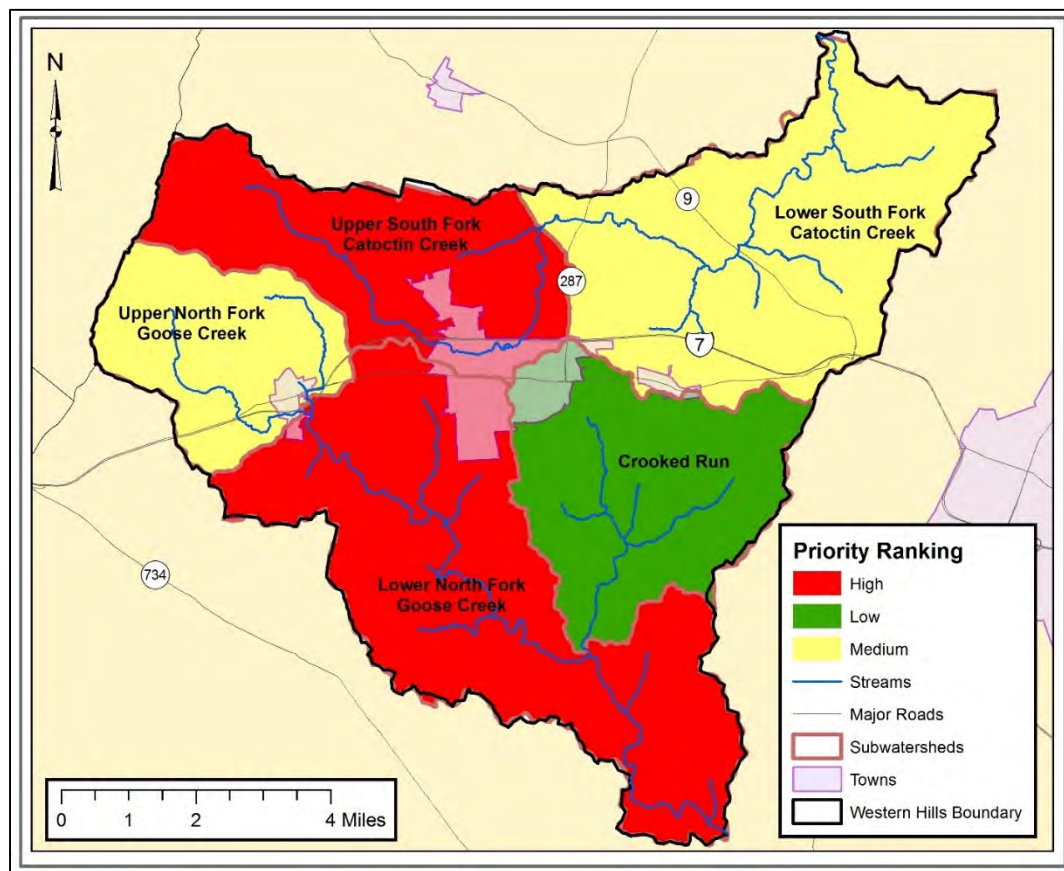 N
9
Upper South Fork
Catoctin Creek
Lower South Fork
Catoctin Creek
287
Upper North Fork
Goose Creek
7
Crooked Run
734
Lower North Fork
Goose Creek
Priority Ranking
High
Low
Medium
Streams
Major Roads
Subwatersheds
Towns
Western Hills Boundary
0 1 2 4 Miles